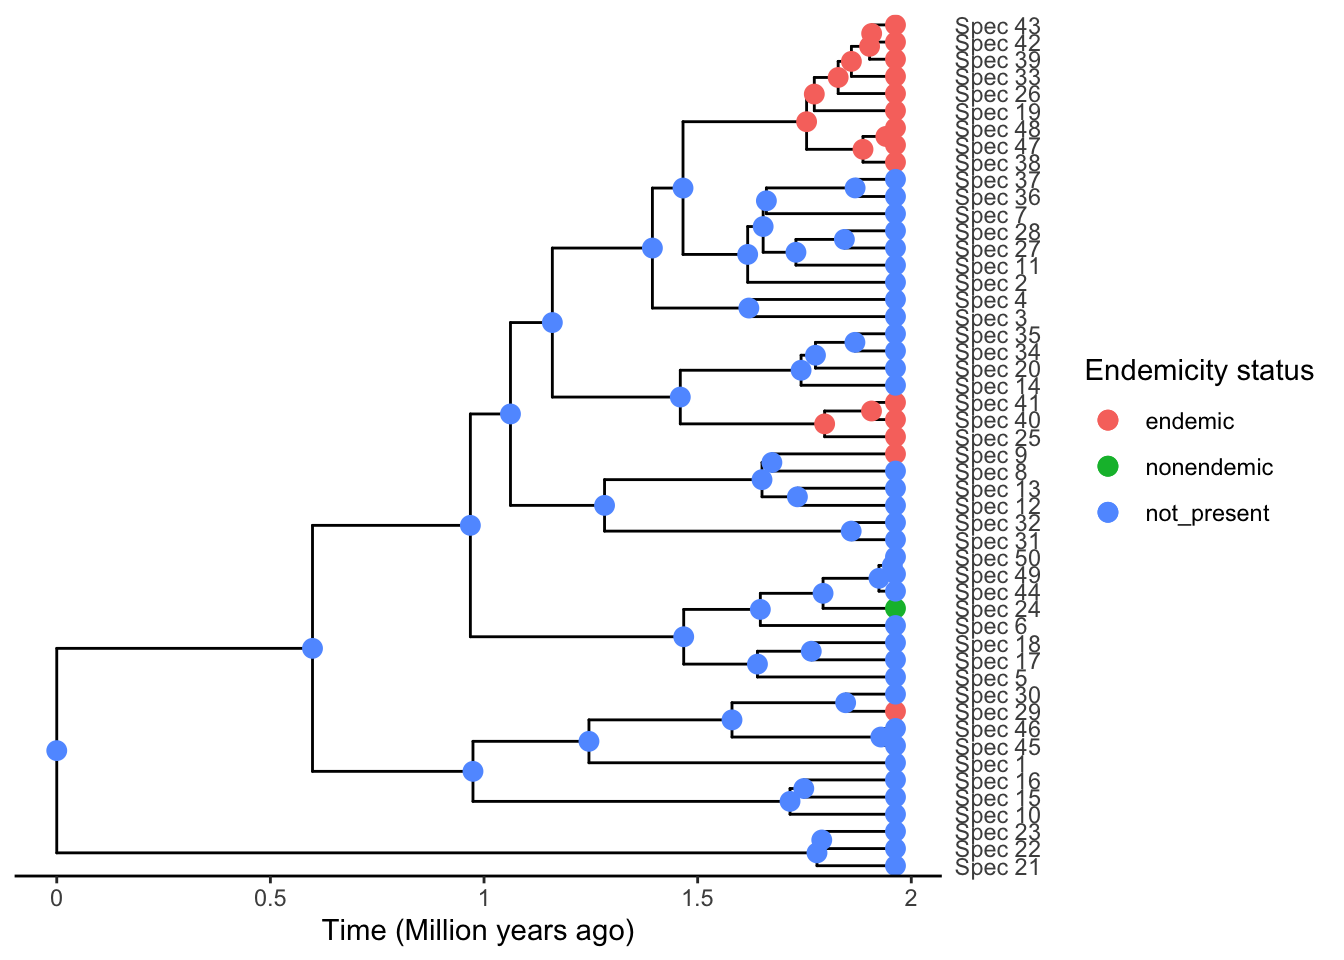 Spec 43
Spec 42
Spec 39
Spec 33
Spec 26
Spec 19
Spec 48
Spec 47
Spec 38
Spec 37
Spec 36
Spec 7
Spec 28
Spec 27
Spec 11
Spec 2
Spec 4
Spec 3
Spec 35
Spec 34
Spec 20
Spec 14
Spec 41
Spec 40
Spec 25
Spec 9
Spec 8
Spec 13
Spec 12
Spec 32
Spec 31
Spec 50
Spec 49
Spec 44
Spec 24
Spec 6
Spec 18
Spec 17
Spec 5
Spec 30
Spec 29
Spec 46
Spec 45
Spec 1
Spec 16
Spec 15
Spec 10
Spec 23
Spec 22
Spec 21
Endemicity status
endemic
nonendemic
not_present
0 0.5 1 1.5 2
Time (Million years ago)